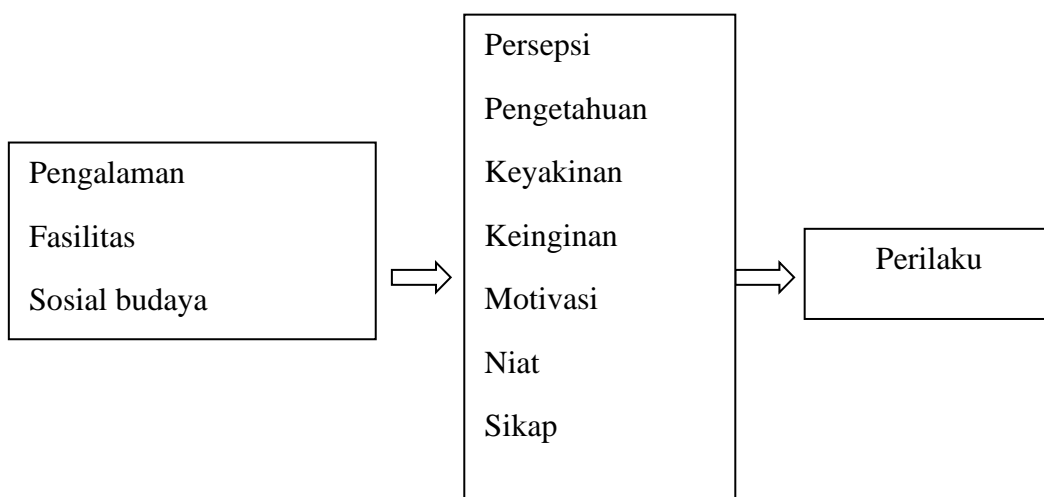 Pengalaman
Fasilitas
Sosial budaya
Persepsi
Pengetahuan
Keyakinan
Keinginan
Motivasi
Niat
Sikap
Perilaku